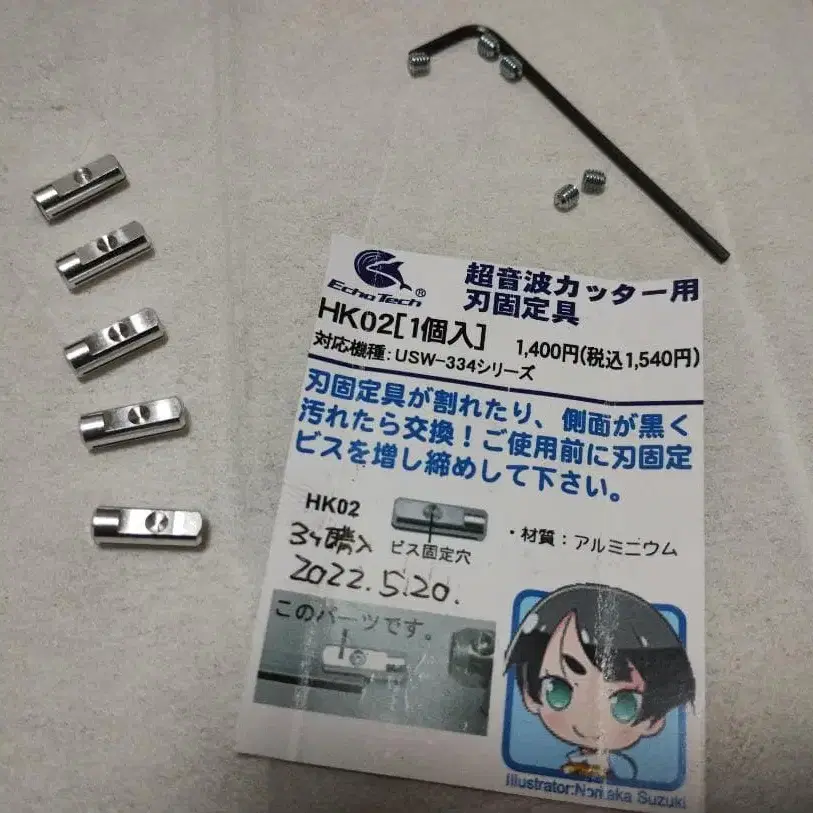 EchoTech®
超音波カッター用
刃固定具
HK02[1個入]
1,400円(税込1,540円)
対応機種:USW-334シリーズ
刃固定具が割れたり、側面が黒く
汚れたら交換！ご使用前に刃固定
ビスを増し締めして下さい。
HK02
ビス固定穴
・材質：アルミニウム
購入
2022.5.20.
このパーツです。
Illustrator:Noritaka Suzuki